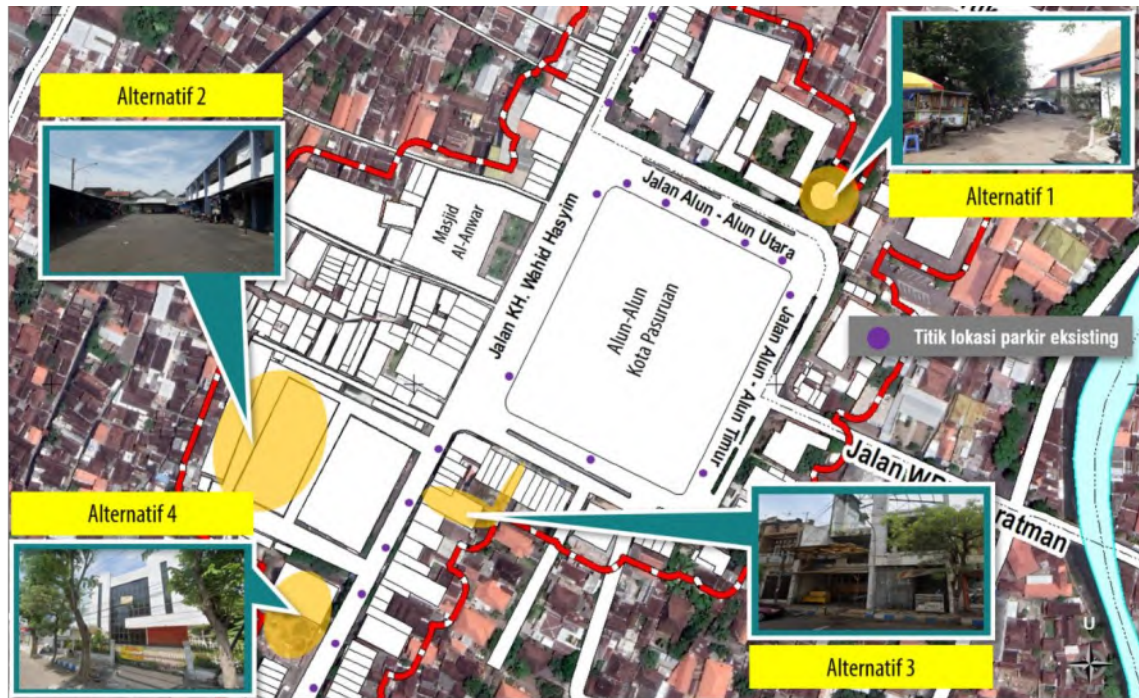 Alternatif 2
Alternatif 1
Jalan Alun - Alun Utara
Masjid
Al-Anwar
Jalan KH. Wahid Hasyim
Alun-Alun
Kota Pasuruan
Titik lokasi parkir eksisting
Jalan Alun - Alun Timur
Jalan
ratman
Alternatif 4
Alternatif 3
U